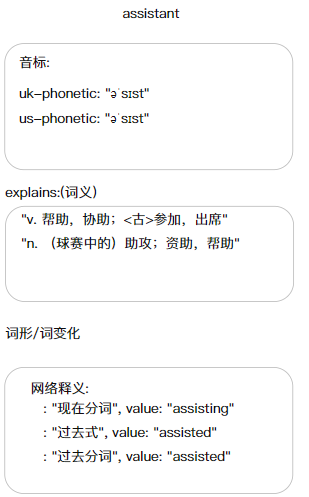 assistant
音标:
uk-phonetic: "əˈsɪst"
us-phonetic: "əˈsɪst"
explains:(词义)
"v. 帮助，协助；<古>参加，出席"
"n. （球赛中的）助攻；资助，帮助"
词形/词变化
网络释义:
: "现在分词", value: "assisting"
: "过去式", value: "assisted"
: "过去分词", value: "assisted"